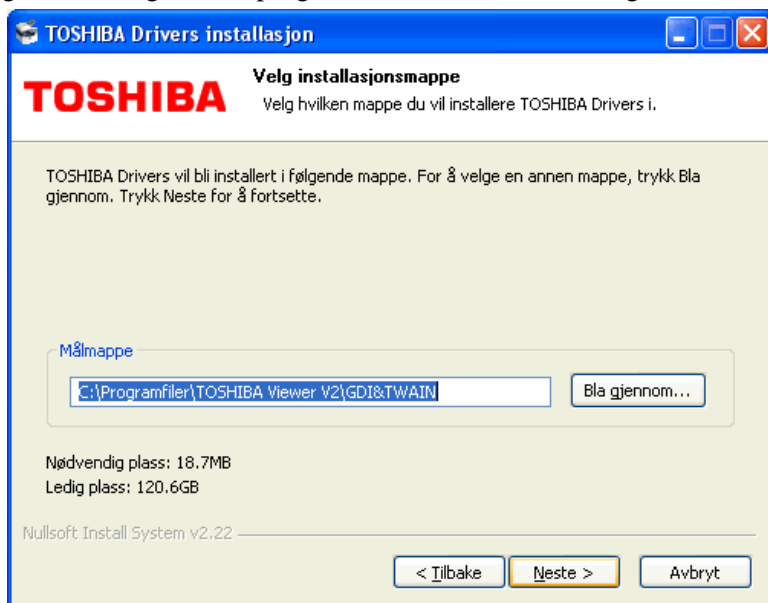 TOSHIBA Drivers installasjon
TOSHIBA
Velg installasjonsmappe
Velg hvilken mappe du vil installere TOSHIBA Drivers i.
TOSHIBA Drivers vil bli installert i følgende mappe. For å velge en annen mappe, trykk Bla
gjennom. Trykk Neste for å fortsette.
Målmappe
C:\Programfiler\TOSHIBA Viewer V2\GDI&TWAIN
Bla gjennom...
Nødvendig plass: 18.7MB
Ledig plass: 120.6GB
Nullsoft Install System v2.22
< Tilbake
Neste >
Avbryt